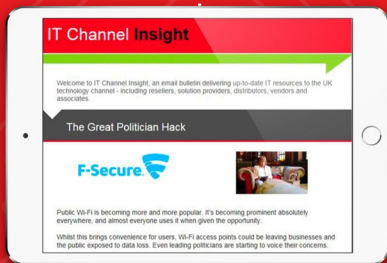 IT Channel Insight
Welcome to IT Channel Insight, an email bulletin delivering up-to-date IT resources to the UK
technology channel - including resellers, solution providers, distributors, vendors and
associates.
The Great Politician Hack
F-Secure.
Public Wi-Fi is becoming more and more popular. It's becoming prominent absolutely
everywhere, and almost everyone uses it when given the opportunity.
Whilst this brings convenience for users, Wi-Fi access points could be leaving businesses and
the public exposed to data loss. Even leading politicians are starting to voice their concerns.